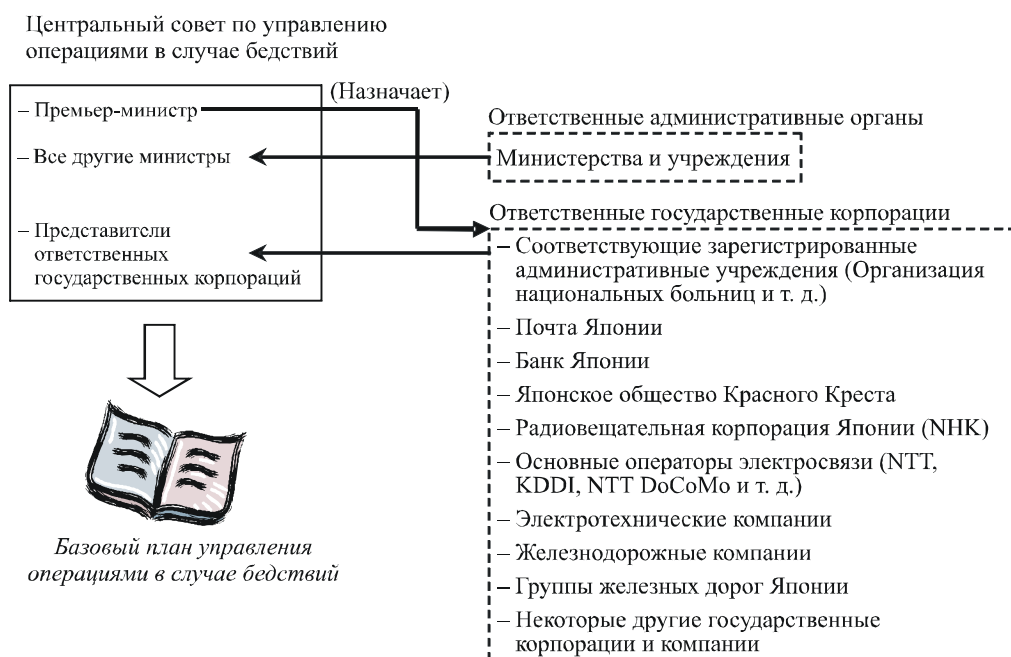 Центральный совет по управлению
операциями в случае бедствий
(Назначает)
– Премьер-министр
– Все другие министры
– Представители
ответственных
государственных корпораций
Ответственные административные органы
Министерства и учреждения
Ответственные государственные корпорации
– Соответствующие зарегистрированные
административные учреждения (Организация
национальных больниц и т. д.)
– Почта Японии
– Банк Японии
– Японское общество Красного Креста
– Радиовещательная корпорация Японии (NHK)
– Основные операторы электросвязи (NTT,
KDDI, NTT DoCoMo и т. д.)
– Электротехнические компании
– Железнодорожные компании
– Группы железных дорог Японии
– Некоторые другие государственные
корпорации и компании
Базовый план управления
операциями в случае бедствий